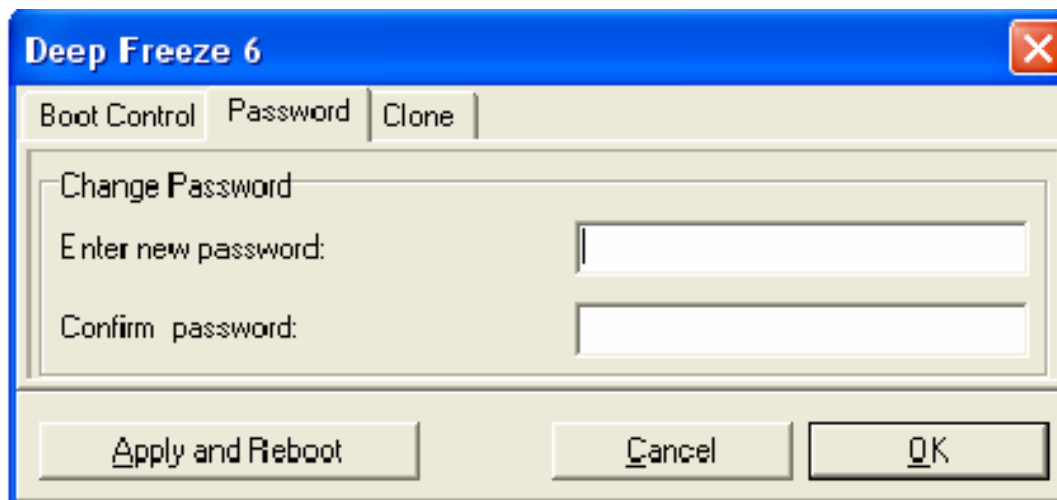 Deep Freeze 6
Boot Control Password Clone
Change Password
Enter new password:
Confirm password:
Apply and Reboot Cancel OK